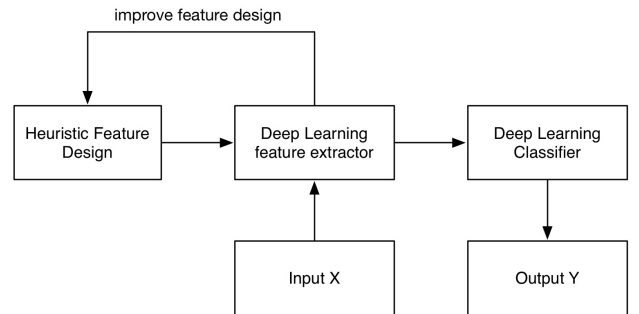 improve feature design
Heuristic Feature
Design
Deep Learning
feature extractor
Deep Learning
Classifier
Input X
Output Y